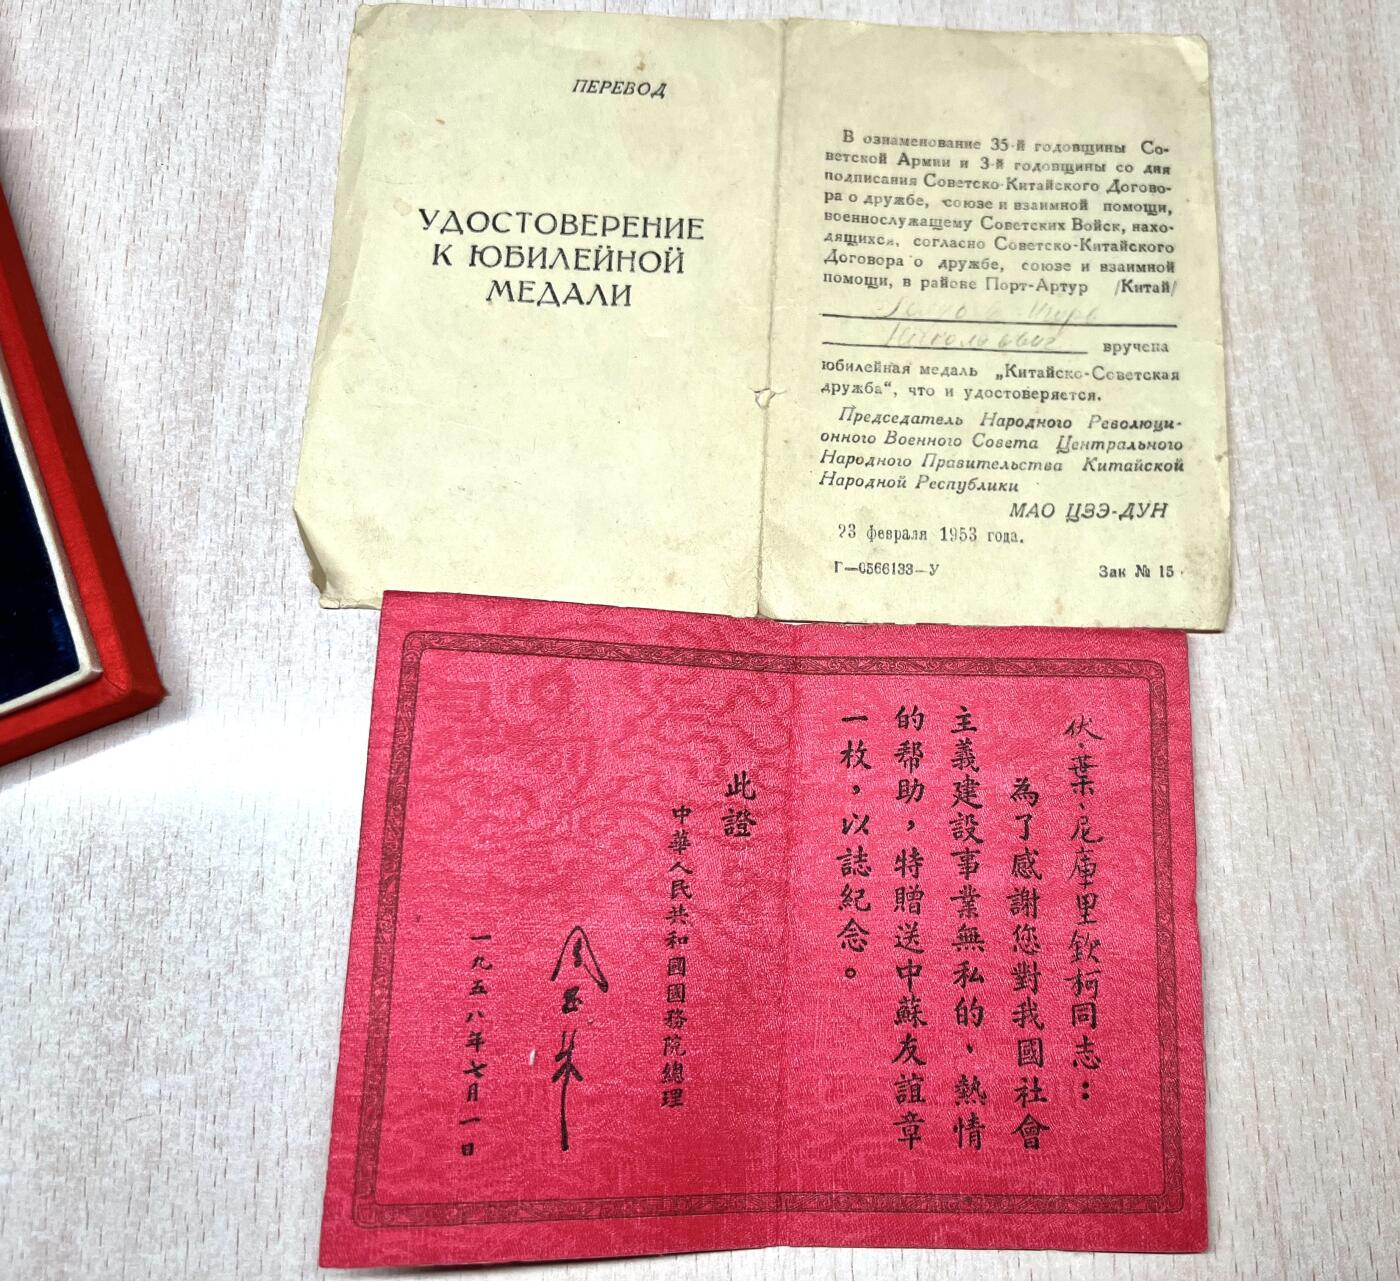 ПЕРЕВОД
УДОСТОВЕРЕНИЕ
К ЮБИЛЕЙНОЙ
МЕДАЛИ
В ознаменование 35-й годовщины Со-
ветской Армии и 3-й годовщины со дня
подписания Советско-Китайского Догово-
ра о дружбе, союзе и взаимной помощи,
военнослужащему Советских Войск, нахо-
дящихся, согласно Советско-Китайского
Договора о дружбе, союзе и взаимной
помощи, в районе Порт-Артур /Китай/
Николаевич вручена
юбилейная медаль „Китайско-Советская
дружба“, что и удостоверяется.
Председатель Народного Революци-
онного Военного Совета Центрального
Народного Правительства Китайской
Народной Республики
МАО ЦЗЭ-ДУН
23 февраля 1953 года.
Г—0566133—У Зак № 15
伏、葉、尼庫里欽柯同志：
為了感謝您對我國社會
主義建設事業無私的、熱情
的帮助，特贈送中蘇友誼章
一枚，以誌紀念。
此證
中華人民共和國國務院總理
周恩来
一九五八年七月一日